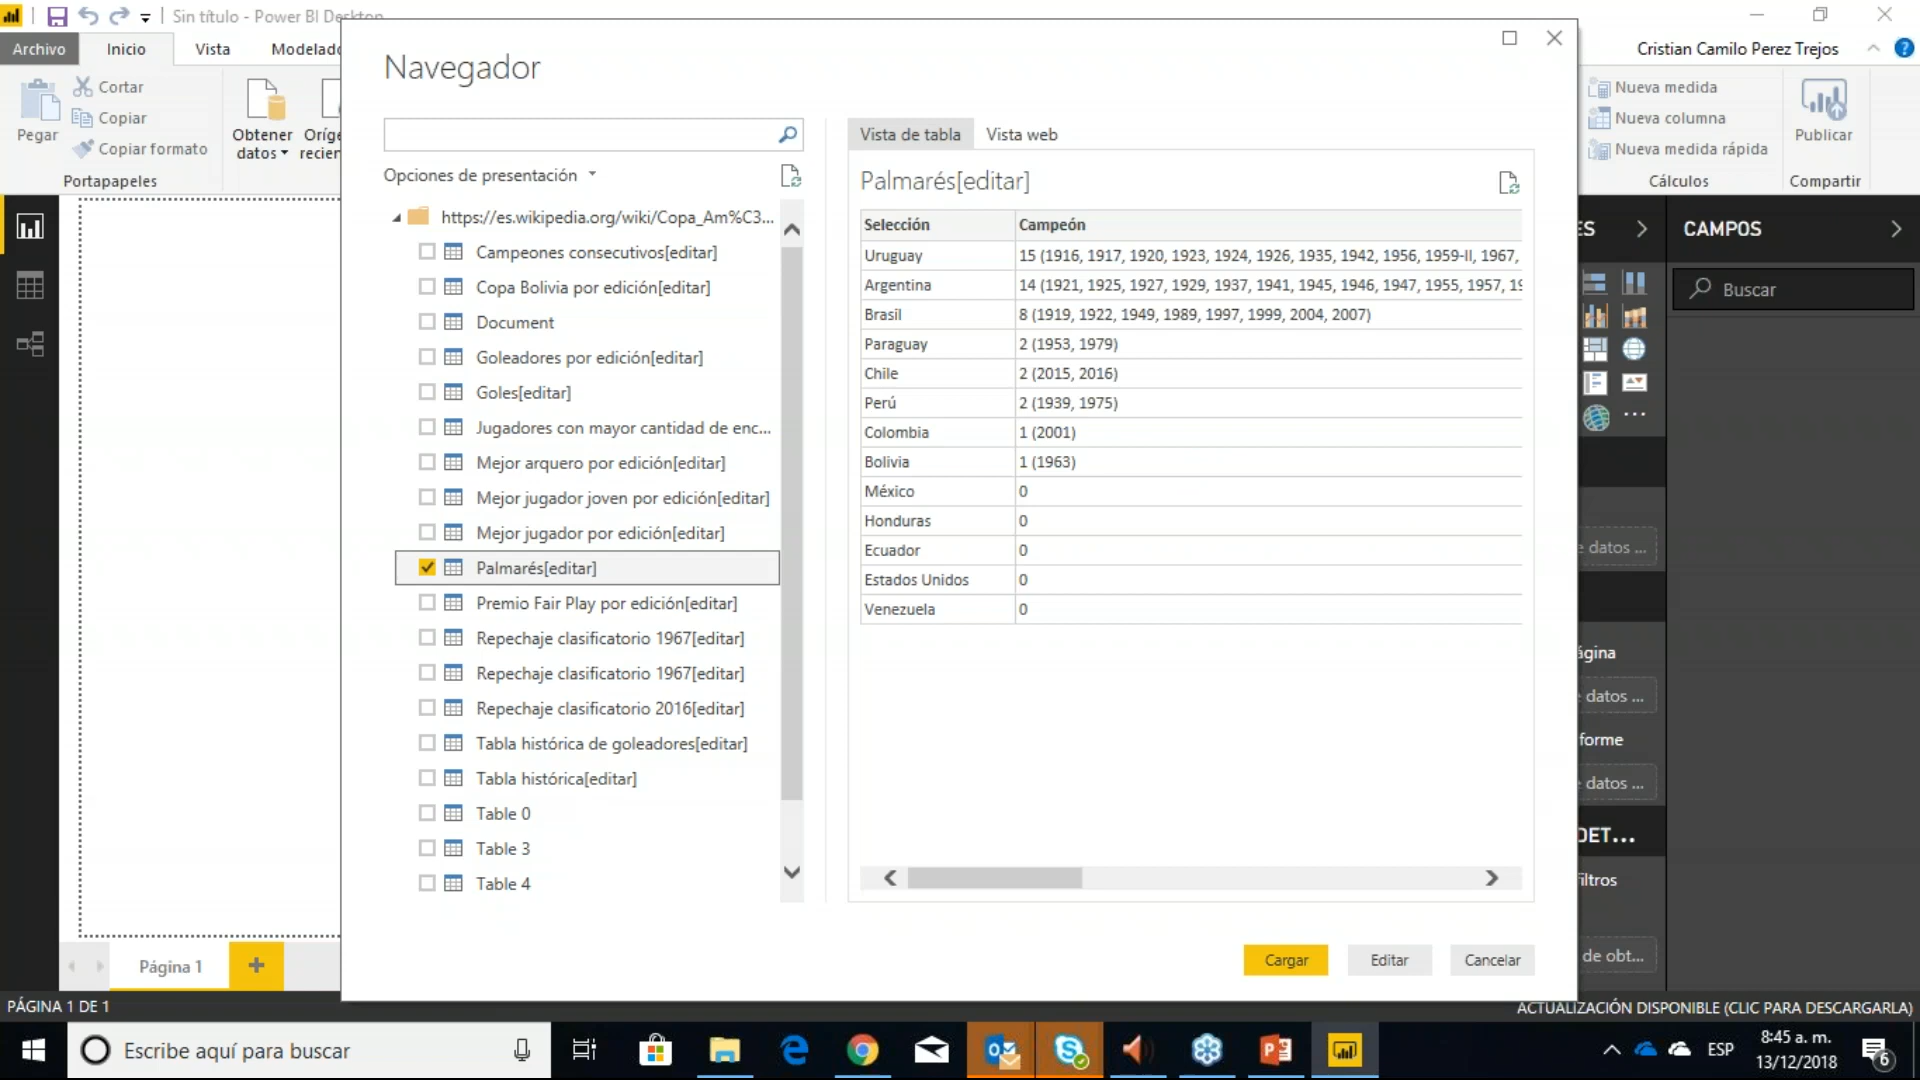 Sin título - Power BI Desktop
Archivo
Inicio
Vista
Cristian Camilo Perez Trejos
Pegar
Cortar
Copiar
Copiar formato
Portapapeles
Obtener
datos
Navegador
Opciones de presentación
https://es.wikipedia.org/wiki/Copa_Am%C3...
Campeones consecutivos[editar]
Copa Bolivia por edición[editar]
Document
Goleadores por edición[editar]
Goles[editar]
Jugadores con mayor cantidad de enc...
Mejor arquero por edición[editar]
Mejor jugador joven por edición[editar]
Mejor jugador por edición[editar]
Palmarés[editar]
Premio Fair Play por edición[editar]
Repechaje clasificatorio 1967[editar]
Repechaje clasificatorio 1967[editar]
Repechaje clasificatorio 2016[editar]
Tabla histórica de goleadores[editar]
Tabla histórica[editar]
Table 0
Table 3
Table 4
Vista de tabla
Vista web
Palmarés[editar]
Selección Campeón
Uruguay 15 (1916, 1917, 1920, 1923, 1924, 1926, 1935, 1942, 1956, 1959-II, 1967,
Argentina 14 (1921, 1925, 1927, 1929, 1937, 1941, 1945, 1946, 1947, 1955, 1957,
Brasil 8 (1919, 1922, 1949, 1989, 1997, 1999, 2004, 2007)
Paraguay 2 (1953, 1979)
Chile 2 (2015, 2016)
Perú 2 (1939, 1975)
Colombia 1 (2001)
Bolivia 1 (1963)
México 0
Honduras 0
Ecuador 0
Estados Unidos 0
Venezuela 0
Cargar
Editar
Cancelar
Nueva medida
Nueva columna
Nueva medida rápida
Cálculos
Publicar
Compartir
CAMPOS
Buscar
datos ...
datos ...
datos ...
de obt...
Página 1
PÁGINA 1 DE 1
ACTUALIZACIÓN DISPONIBLE (CLIC PARA DESCARGARLA)
Escribe aquí para buscar
ESP
8:45 a. m.
13/12/2018
6